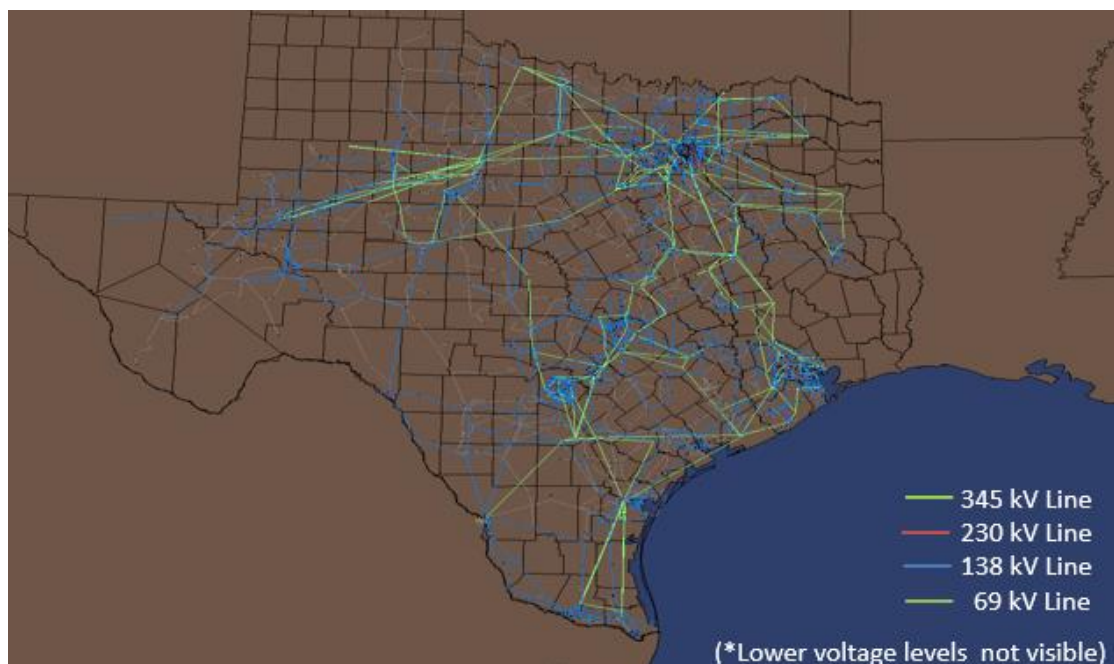 345 kV Line
230 kV Line
138 kV Line
69 kV Line
(*Lower voltage levels not visible)